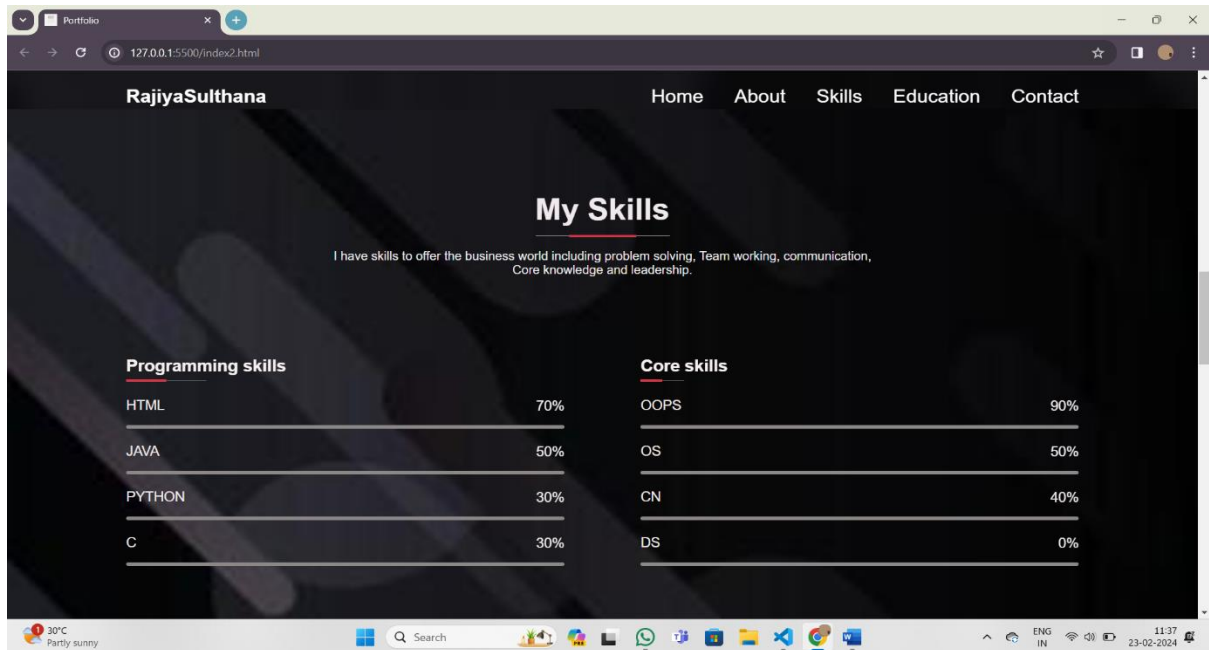 Portfolio
127.0.0.1:5500/index2.html
RajiyaSulthana Home About Skills Education Contact
My Skills
I have skills to offer the business world including problem solving, Team working, communication,
Core knowledge and leadership.
Programming skills
HTML 70%
JAVA 50%
PYTHON 30%
C 30%
Core skills
OOPS 90%
OS 50%
CN 40%
DS 0%
1
30°C
Partly sunny
Search
ENG
IN
11:37
23-02-2024